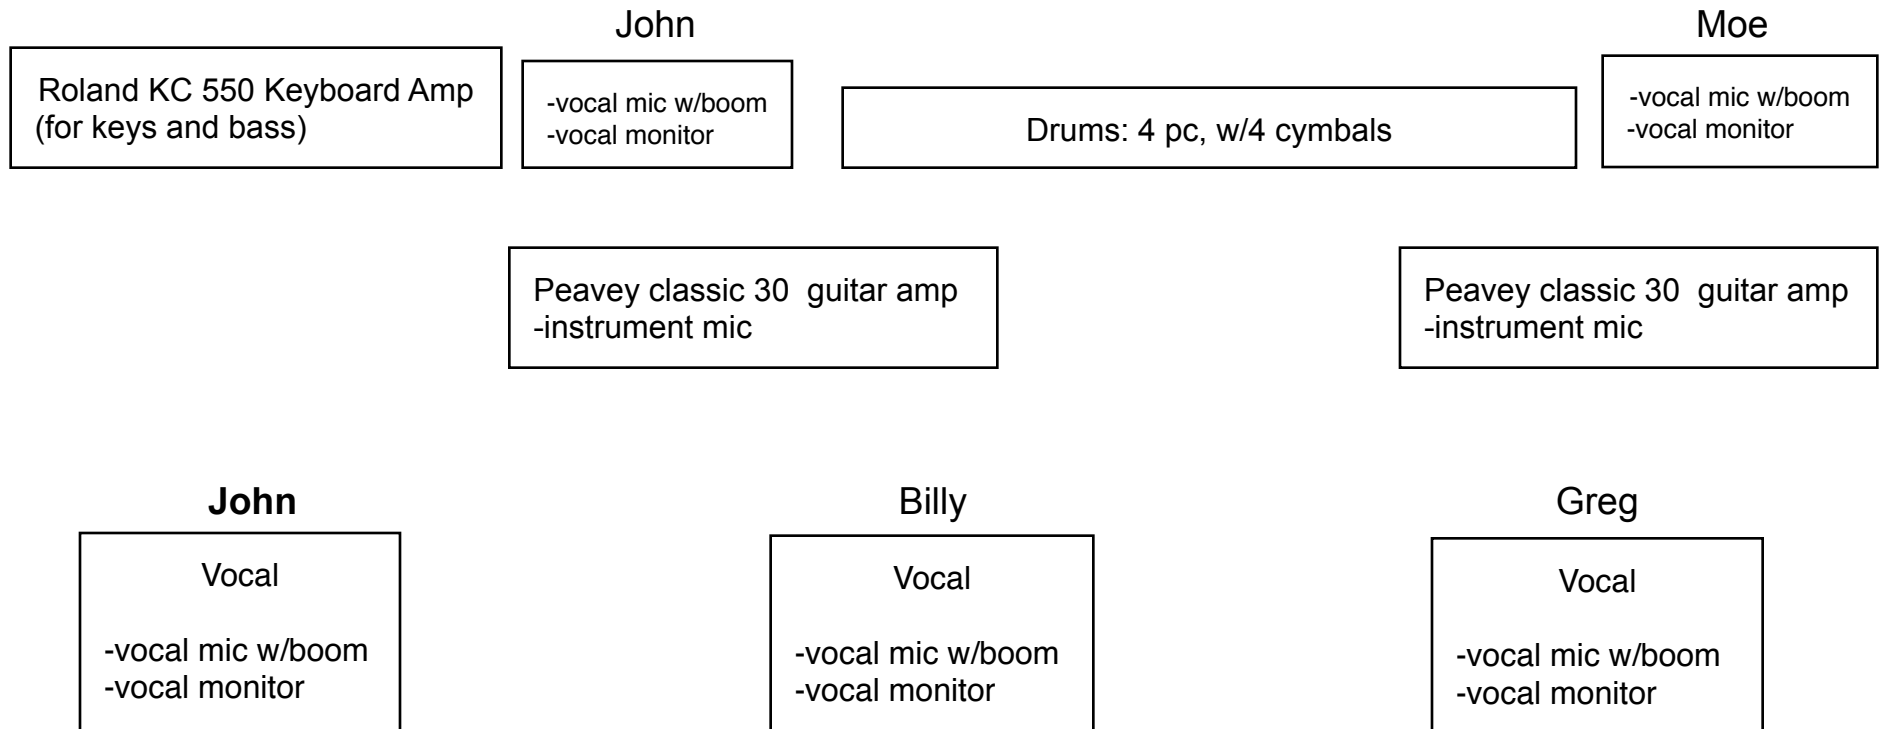 John
Moe
Roland KC 550 Keyboard Amp
(for keys and bass)
-vocal mic w/boom
-vocal monitor
Drums: 4 pc, w/4 cymbals
-vocal mic w/boom
-vocal monitor
Peavey classic 30  guitar amp
-instrument mic
Peavey classic 30  guitar amp
-instrument mic
John
Vocal
-vocal mic w/boom
-vocal monitor
Billy
Vocal
-vocal mic w/boom
-vocal monitor
Greg
Vocal
-vocal mic w/boom
-vocal monitor